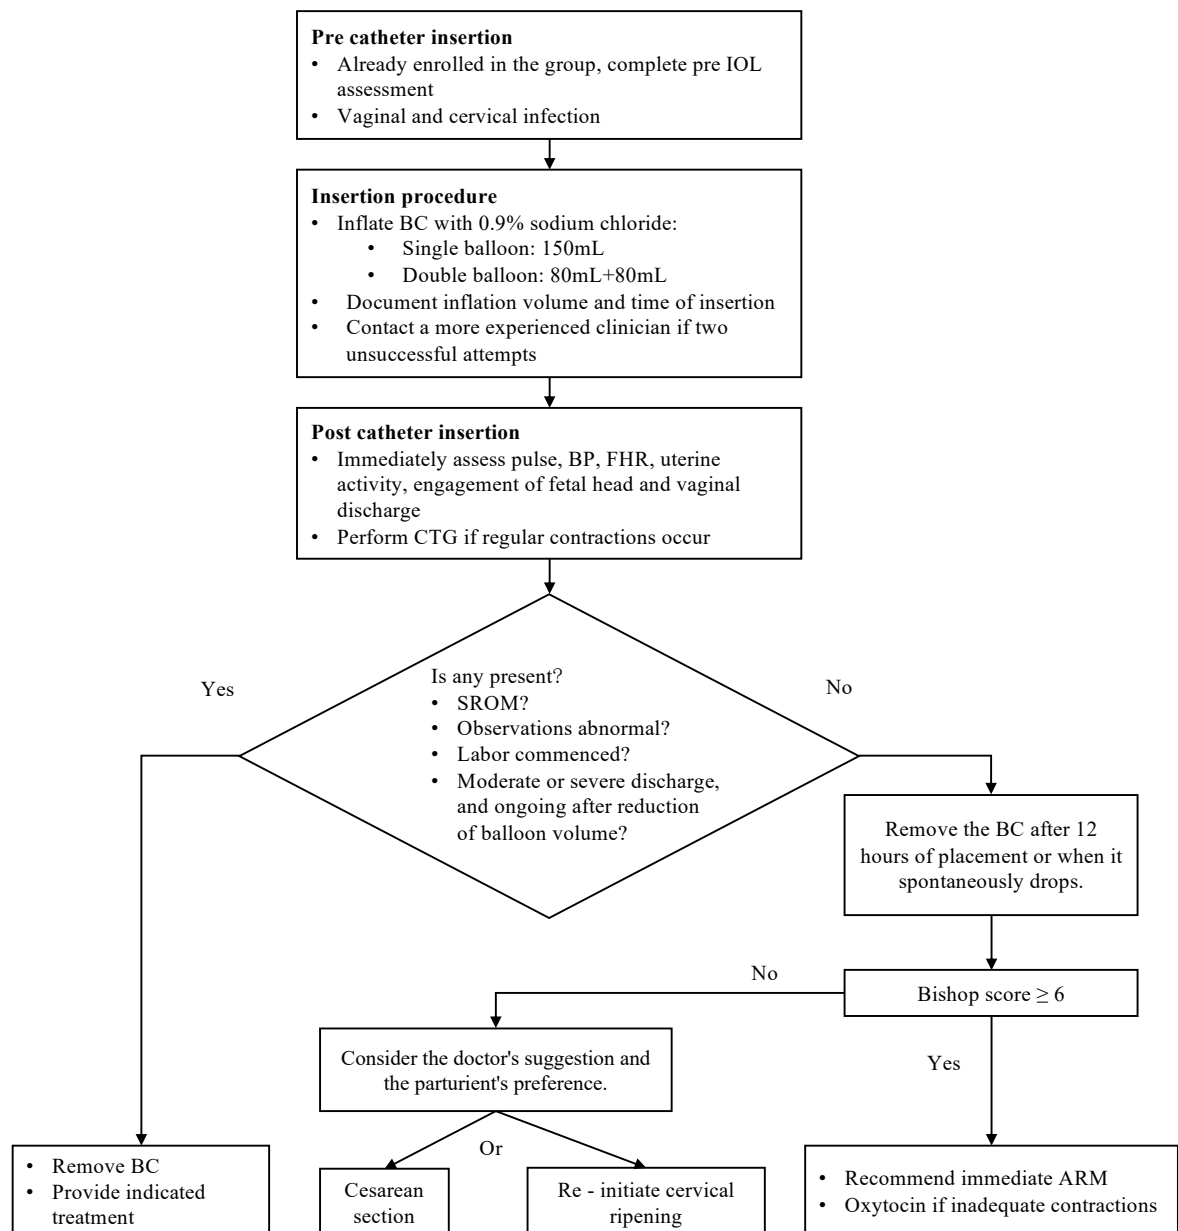 Pre catheter insertion
• Already enrolled in the group, complete pre IOL
assessment
• Vaginal and cervical infection
Insertion procedure
• Inflate BC with 0.9% sodium chloride:
• Single balloon: 150mL
• Double balloon: 80mL+80mL
• Document inflation volume and time of insertion
• Contact a more experienced clinician if two
unsuccessful attempts
Post catheter insertion
• Immediately assess pulse, BP, FHR, uterine
activity, engagement of fetal head and vaginal
discharge
• Perform CTG if regular contractions occur
Is any present?
• SROM?
• Observations abnormal?
• Labor commenced?
• Moderate or severe discharge,
and ongoing after reduction
of balloon volume?
Yes
No
Remove the BC after 12
hours of placement or when it
spontaneously drops.
Bishop score ≥ 6
No
Yes
Consider the doctor's suggestion and
the parturient's preference.
Or
• Remove BC
• Provide indicated
treatment
Cesarean
section
Re - initiate cervical
ripening
• Recommend immediate ARM
• Oxytocin if inadequate contractions